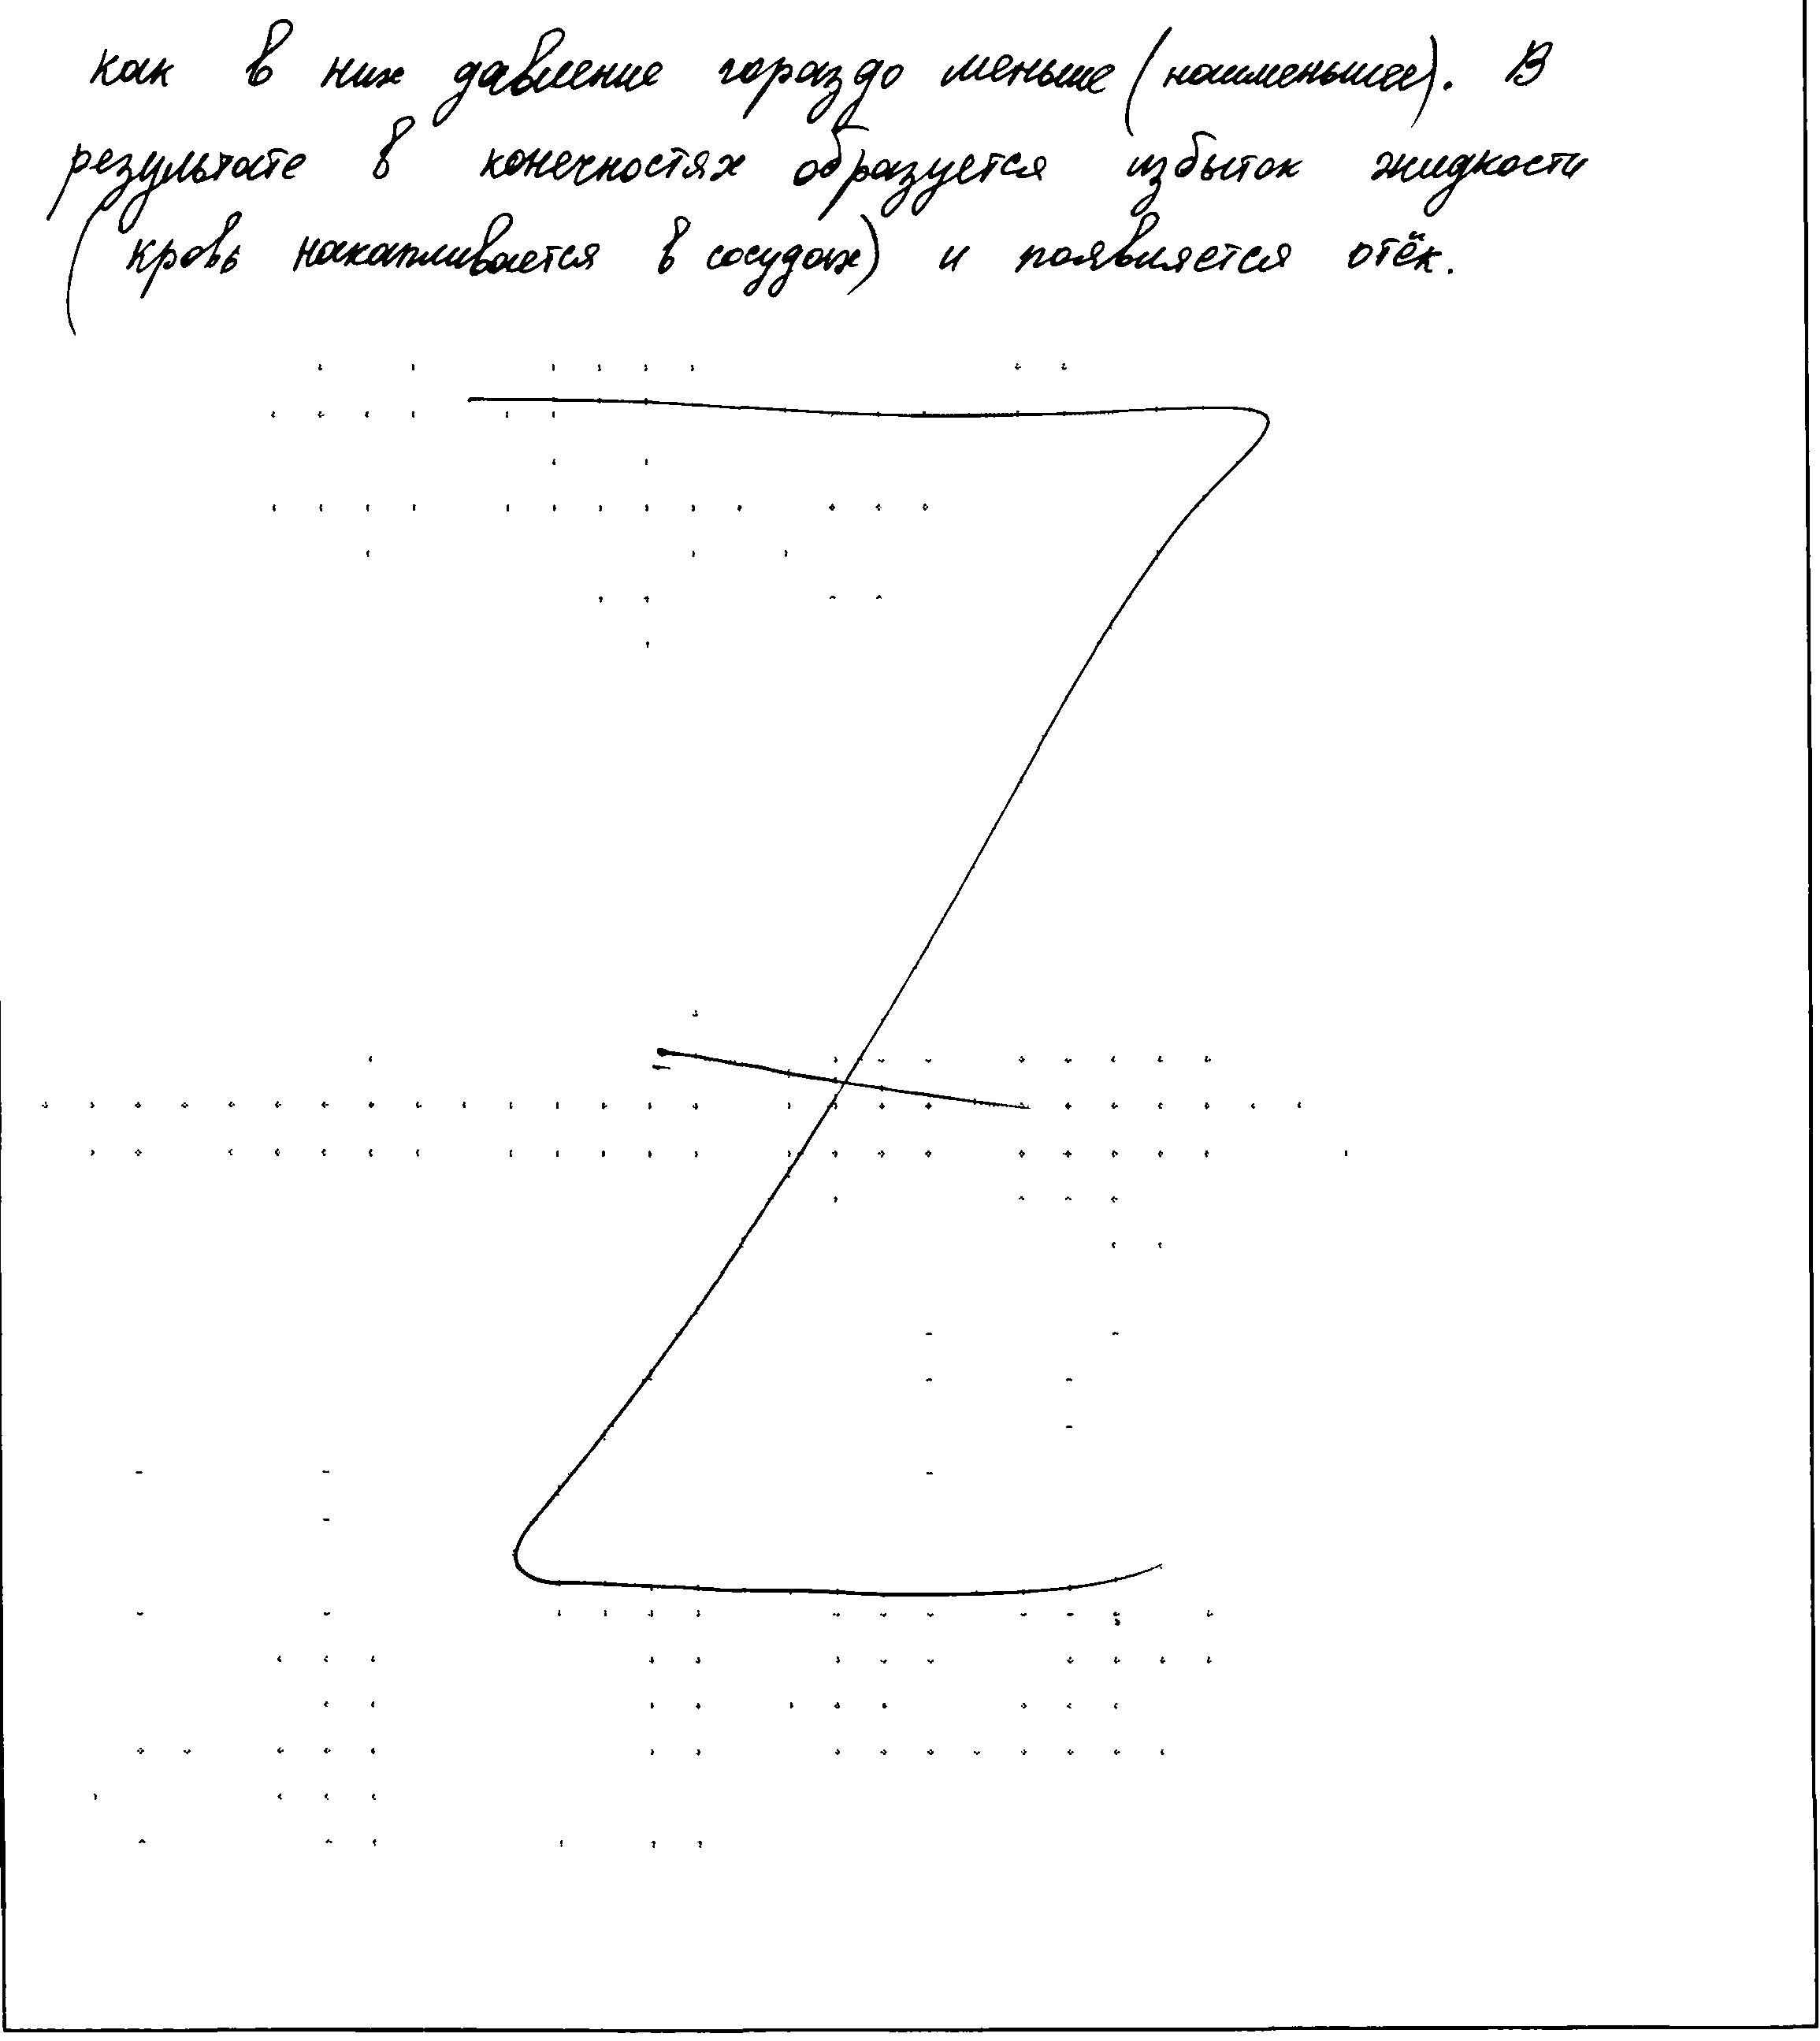 как в них давление гораздо меньше (наименьшее). В
результате в конечностях образуется избыток жидкости
(кровь накапливается в сосудах) и появляется отёк.